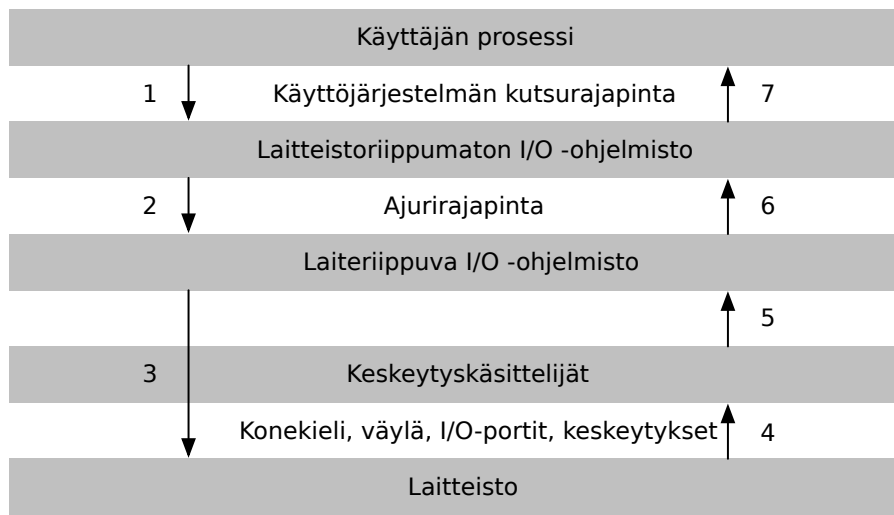 Käyttäjän prosessi
1 Käyttöjärjestelmän kutsurajapinta 7
Laitteistoriippumaton I/O -ohjelmisto
2 Ajurirajapinta 6
Laiteriippuva I/O -ohjelmisto
5
3 Keskeytyskäsittelijät
Konekieli, väylä, I/O-portit, keskeytykset 4
Laitteisto